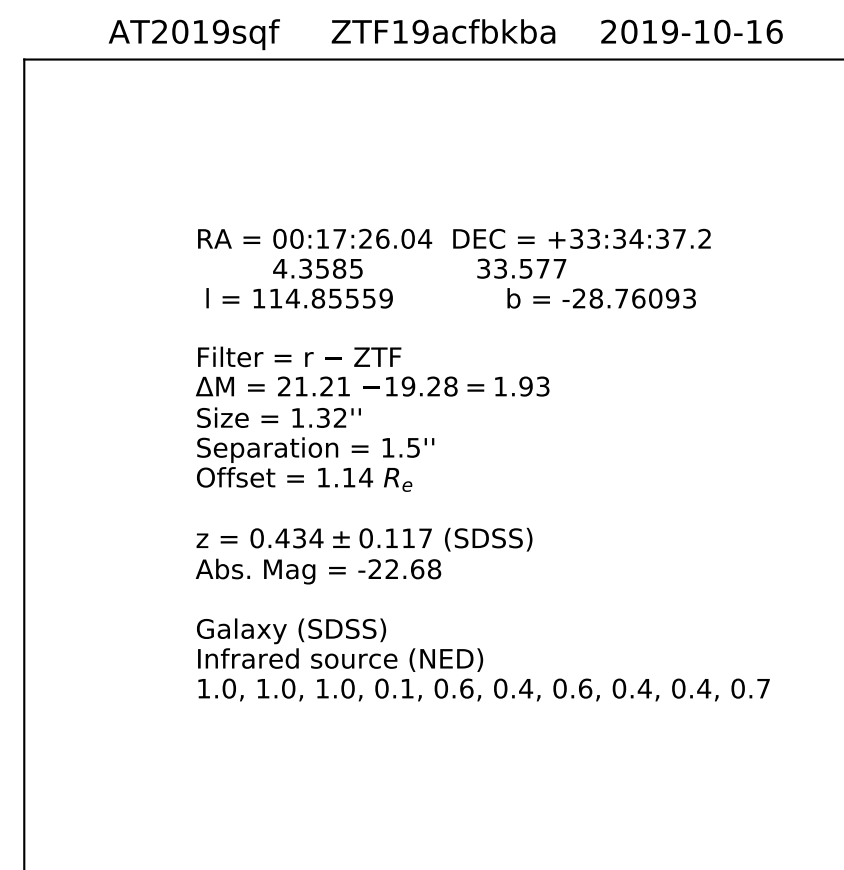 AT2019sqf ZTF19acfbkba 2019-10-16
RA = 00:17:26.04 DEC = +33:34:37.2
4.3585 33.577
l = 114.85559 b = -28.76093
Filter = r − ZTF
ΔM = 21.21 −19.28 = 1.93
Size = 1.32''
Separation = 1.5''
Offset = 1.14 Rₑ
z = 0.434 ± 0.117 (SDSS)
Abs. Mag = -22.68
Galaxy (SDSS)
Infrared source (NED)
1.0, 1.0, 1.0, 0.1, 0.6, 0.4, 0.6, 0.4, 0.4, 0.7